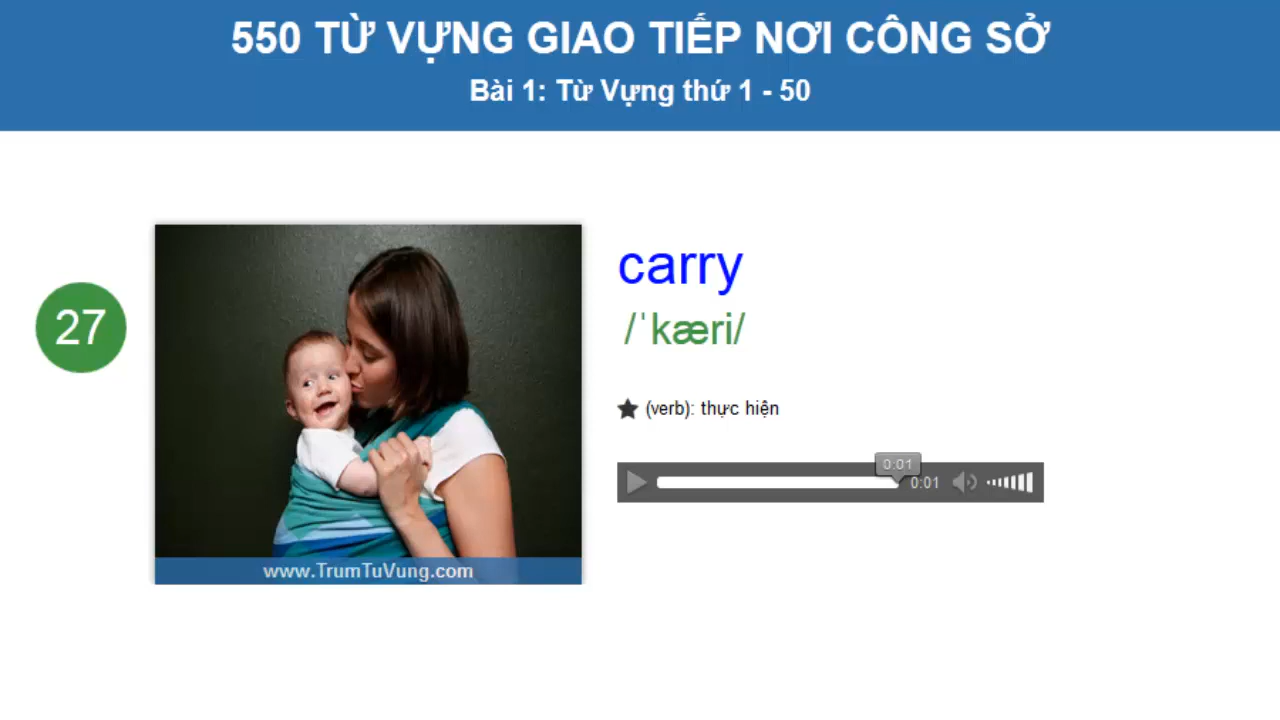 550 TỪ VỰNG GIAO TIẾP NƠI CÔNG SỞ
Bài 1: Từ Vựng thứ 1 - 50
27
carry
/ˈkæri/
(verb): thực hiện
0:01
0:01
www.TrumTuVung.com